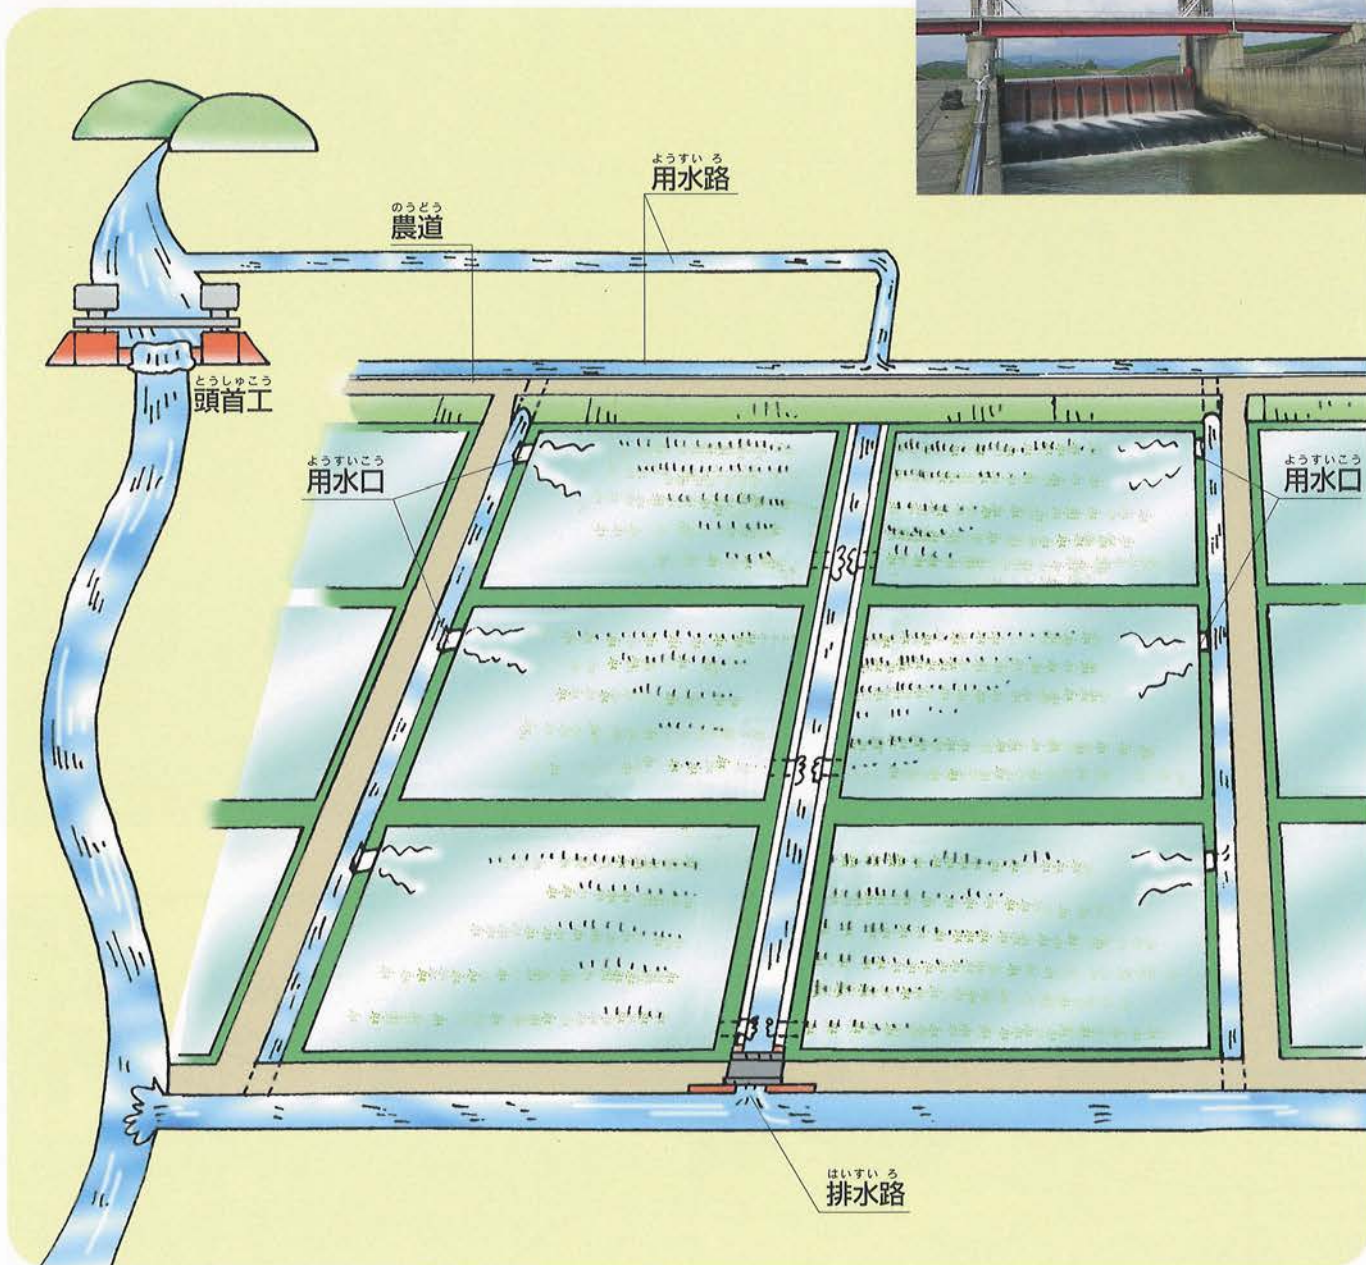 ようすいろ
用水路
のうどう
農道
とうしゅこう
頭首工
ようすいこう
用水口
ようすいこう
用水口
はいすいろ
排水路